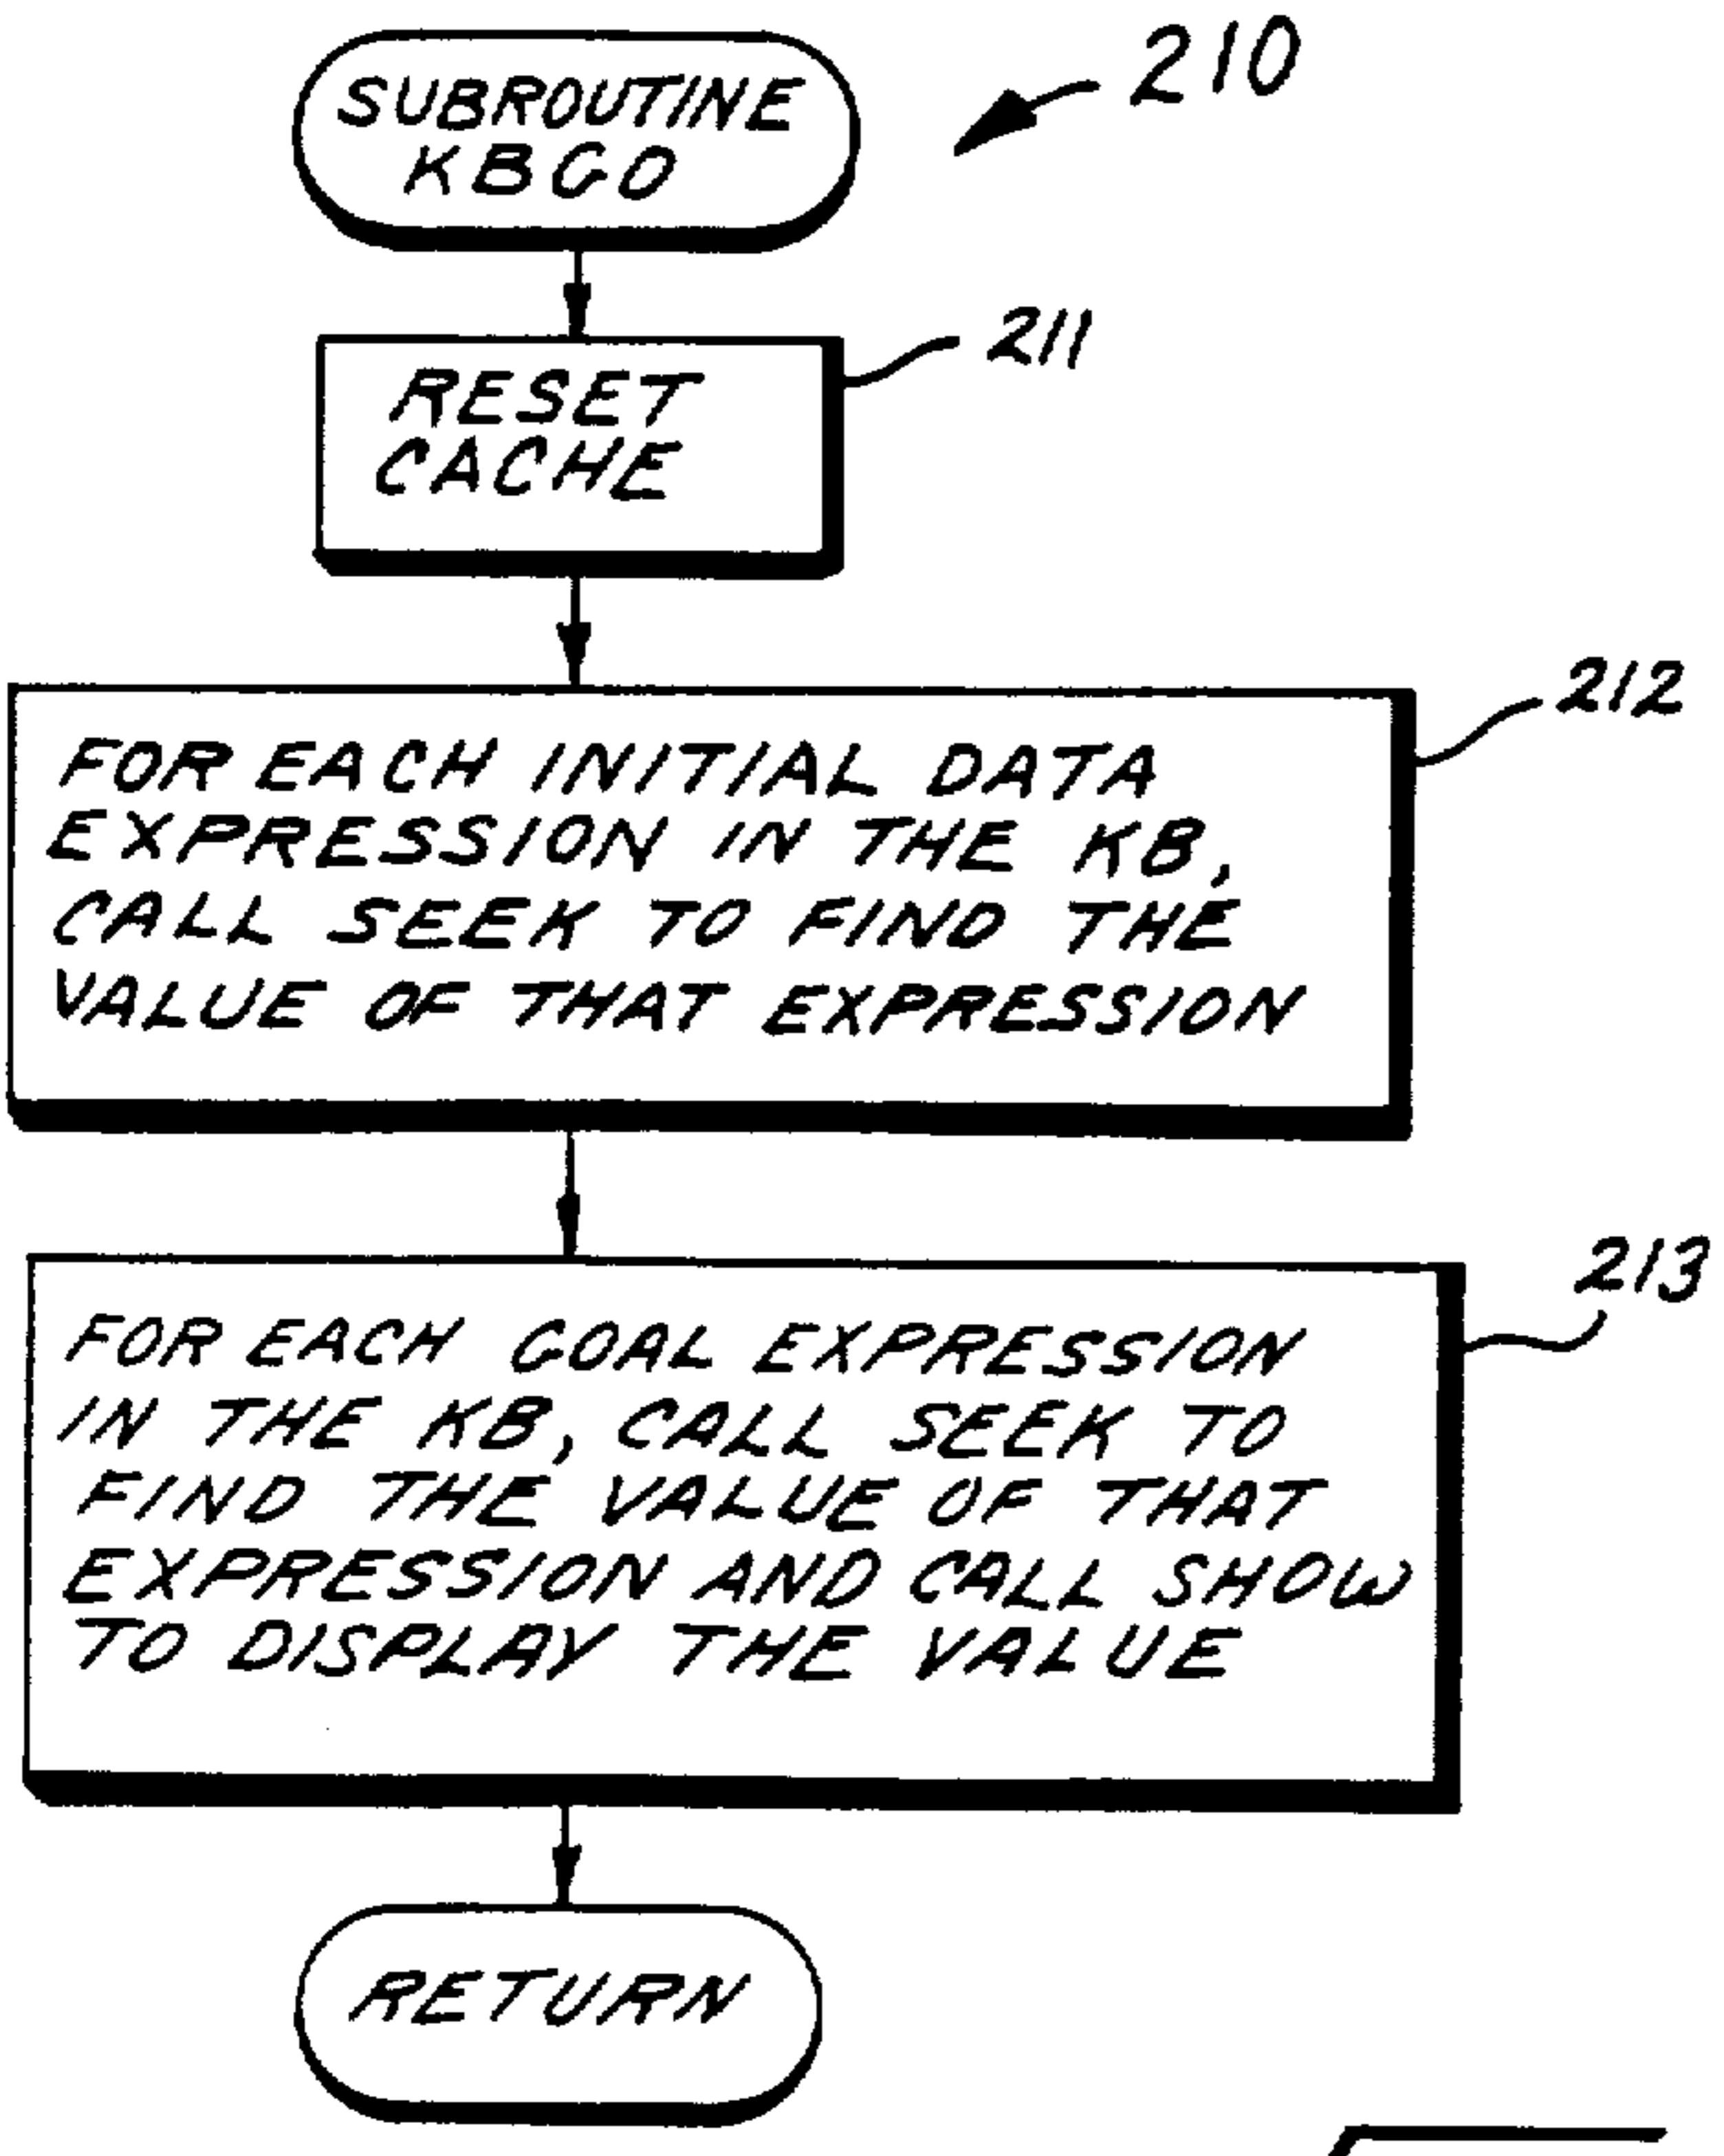 SUBROUTINE
KBGO
210
RESET
CACHE
211
FOR EACH INITIAL DATA
EXPRESSION IN THE KB,
CALL SEEK TO FIND THE
VALUE OF THAT EXPRESSION
212
FOR EACH GOAL EXPRESSION
IN THE KB, CALL SEEK TO
FIND THE VALUE OF THAT
EXPRESSION AND CALL SHOW
TO DISPLAY THE VALUE
213
RETURN